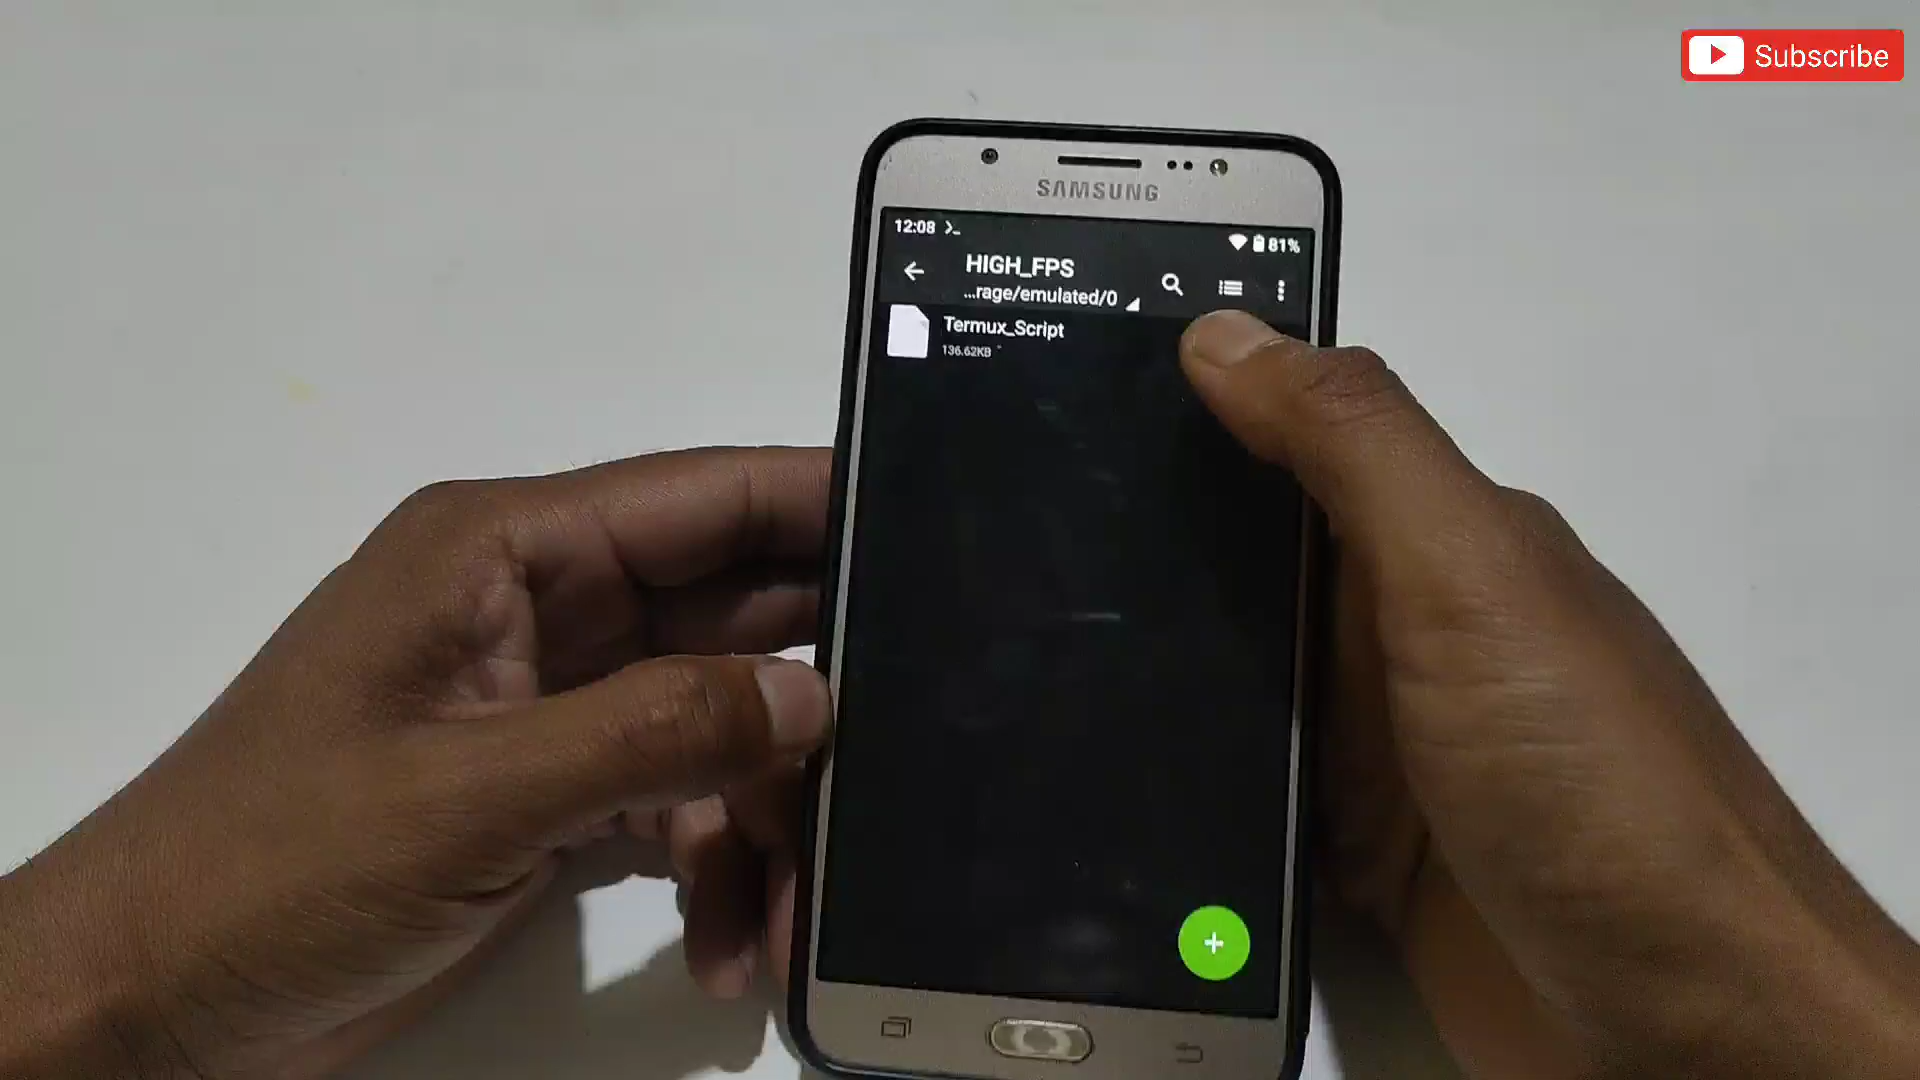 Subscribe
SAMSUNG
12:08
81%
HIGH_FPS
...rage/emulated/0
Termux_Script
136.62KB